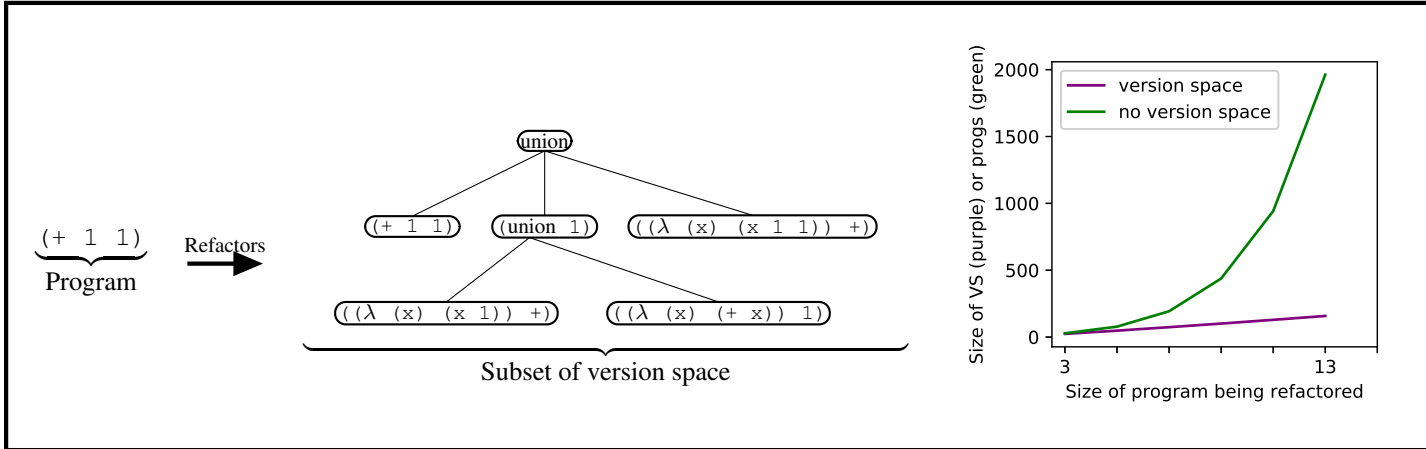 (+ 1 1)
Program
Refactors
union
(+ 1 1)
(union 1)
((λ (x) (x 1 1)) +)
((λ (x) (x 1)) +)
((λ (x) (+ x)) 1)
Subset of version space
Size of VS (purple) or progs (green)
2000
1500
1000
500
0
version space
no version space
3
13
Size of program being refactored